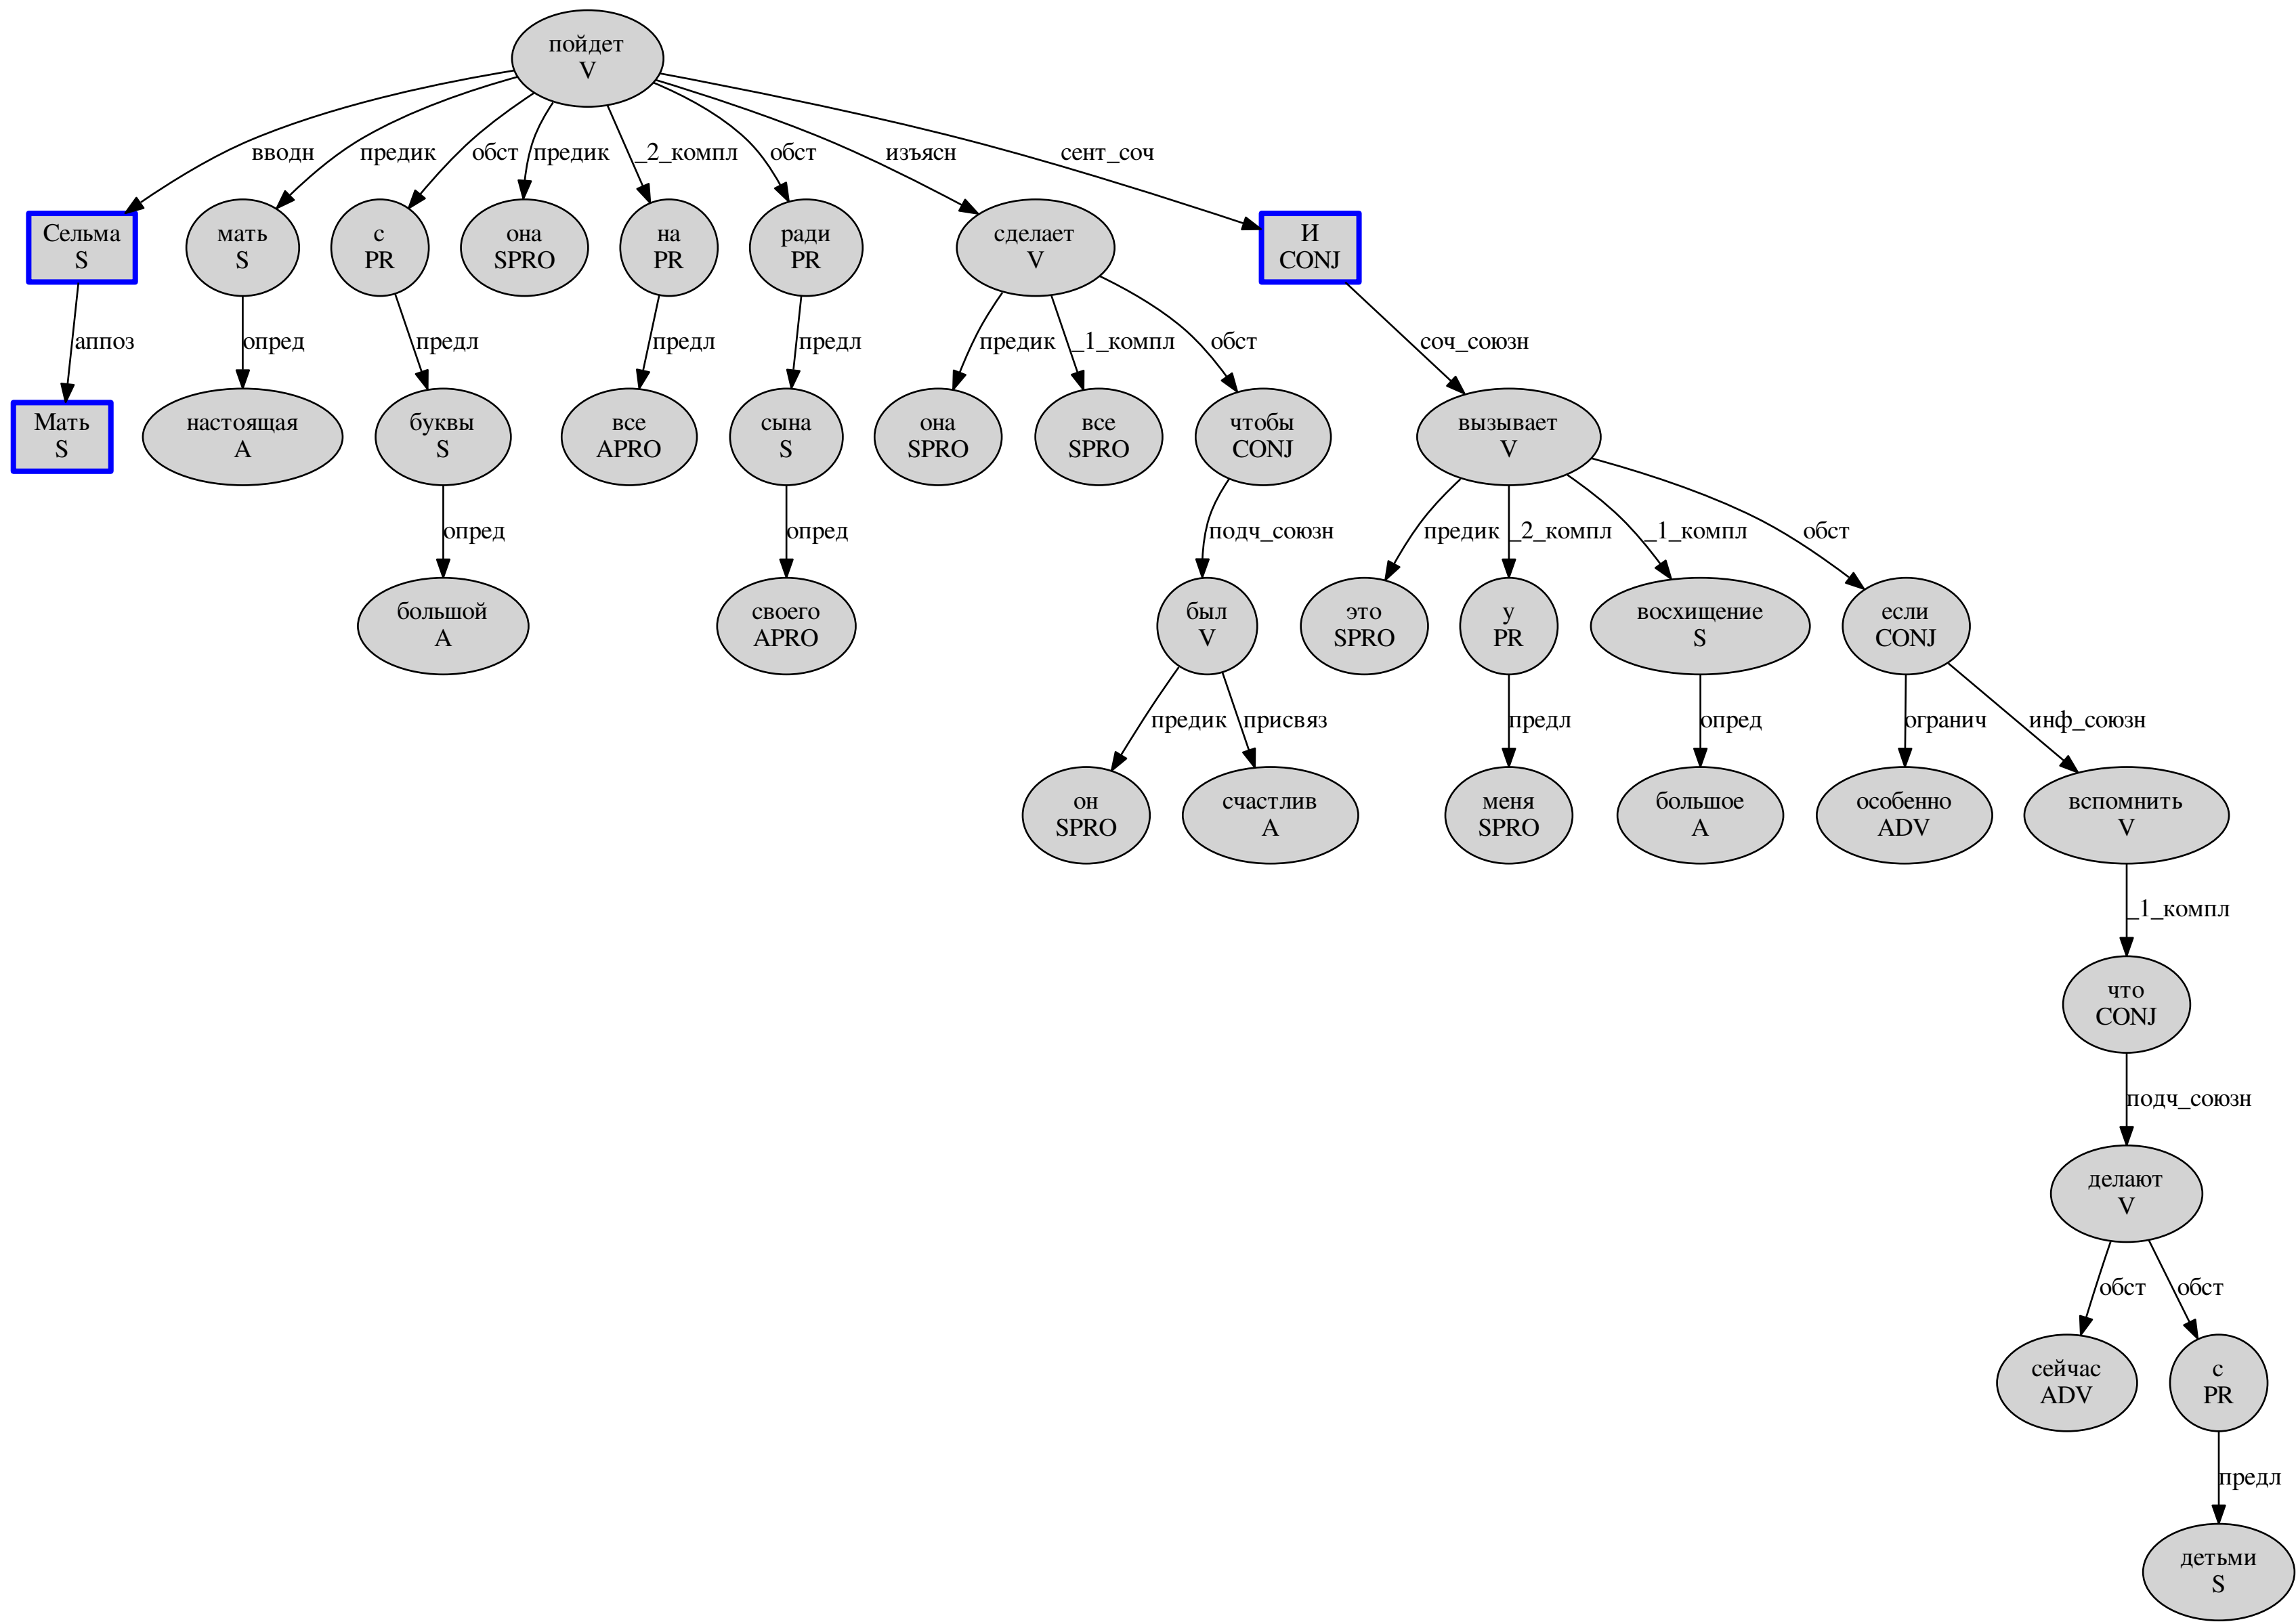 пойдет
V
вводн
предик
обст
предик
_2_компл
обст
изъясн
сент_соч
Сельма
S
мать
S
с
PR
она
SPRO
на
PR
ради
PR
сделает
V
И
CONJ
аппоз
опред
предл
предл
предл
предик
_1_компл
обст
соч_союзн
Мать
S
настоящая
A
буквы
S
все
APRO
сына
S
она
SPRO
все
SPRO
чтобы
CONJ
вызывает
V
опред
опред
подч_союзн
предик
_2_компл
_1_компл
обст
большой
A
своего
APRO
был
V
это
SPRO
у
PR
восхищение
S
если
CONJ
предик
присвяз
предл
опред
огранич
инф_союзн
он
SPRO
счастлив
A
меня
SPRO
большое
A
особенно
ADV
вспомнить
V
_1_компл
что
CONJ
подч_союзн
делают
V
обст
обст
сейчас
ADV
с
PR
предл
детьми
S